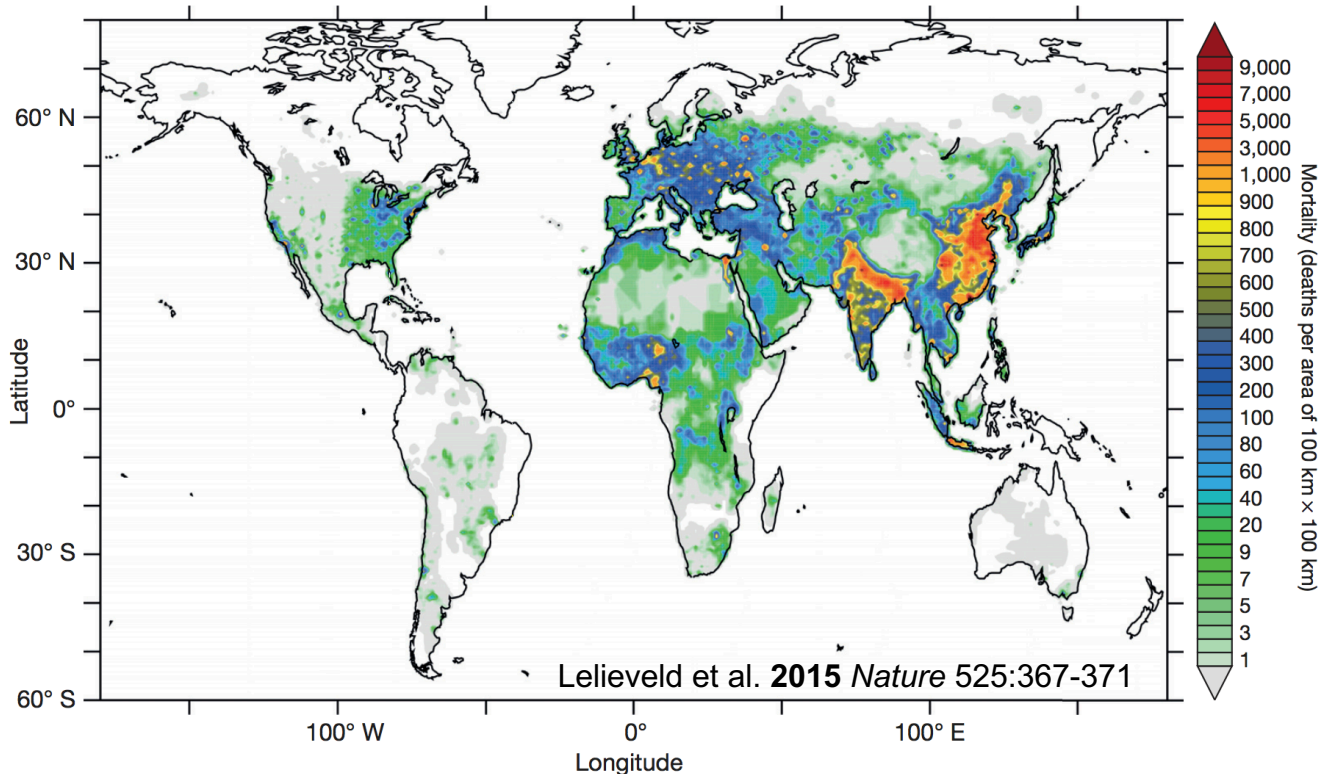 60° N
30° N
0°
30° S
60° S
Latitude
100° W
0°
100° E
Longitude
Lelieveld et al. 2015 Nature 525:367-371
9,000
7,000
5,000
3,000
1,000
900
800
700
600
500
400
300
200
100
80
60
40
20
9
7
5
3
1
Mortality (deaths per area of 100 km × 100 km)